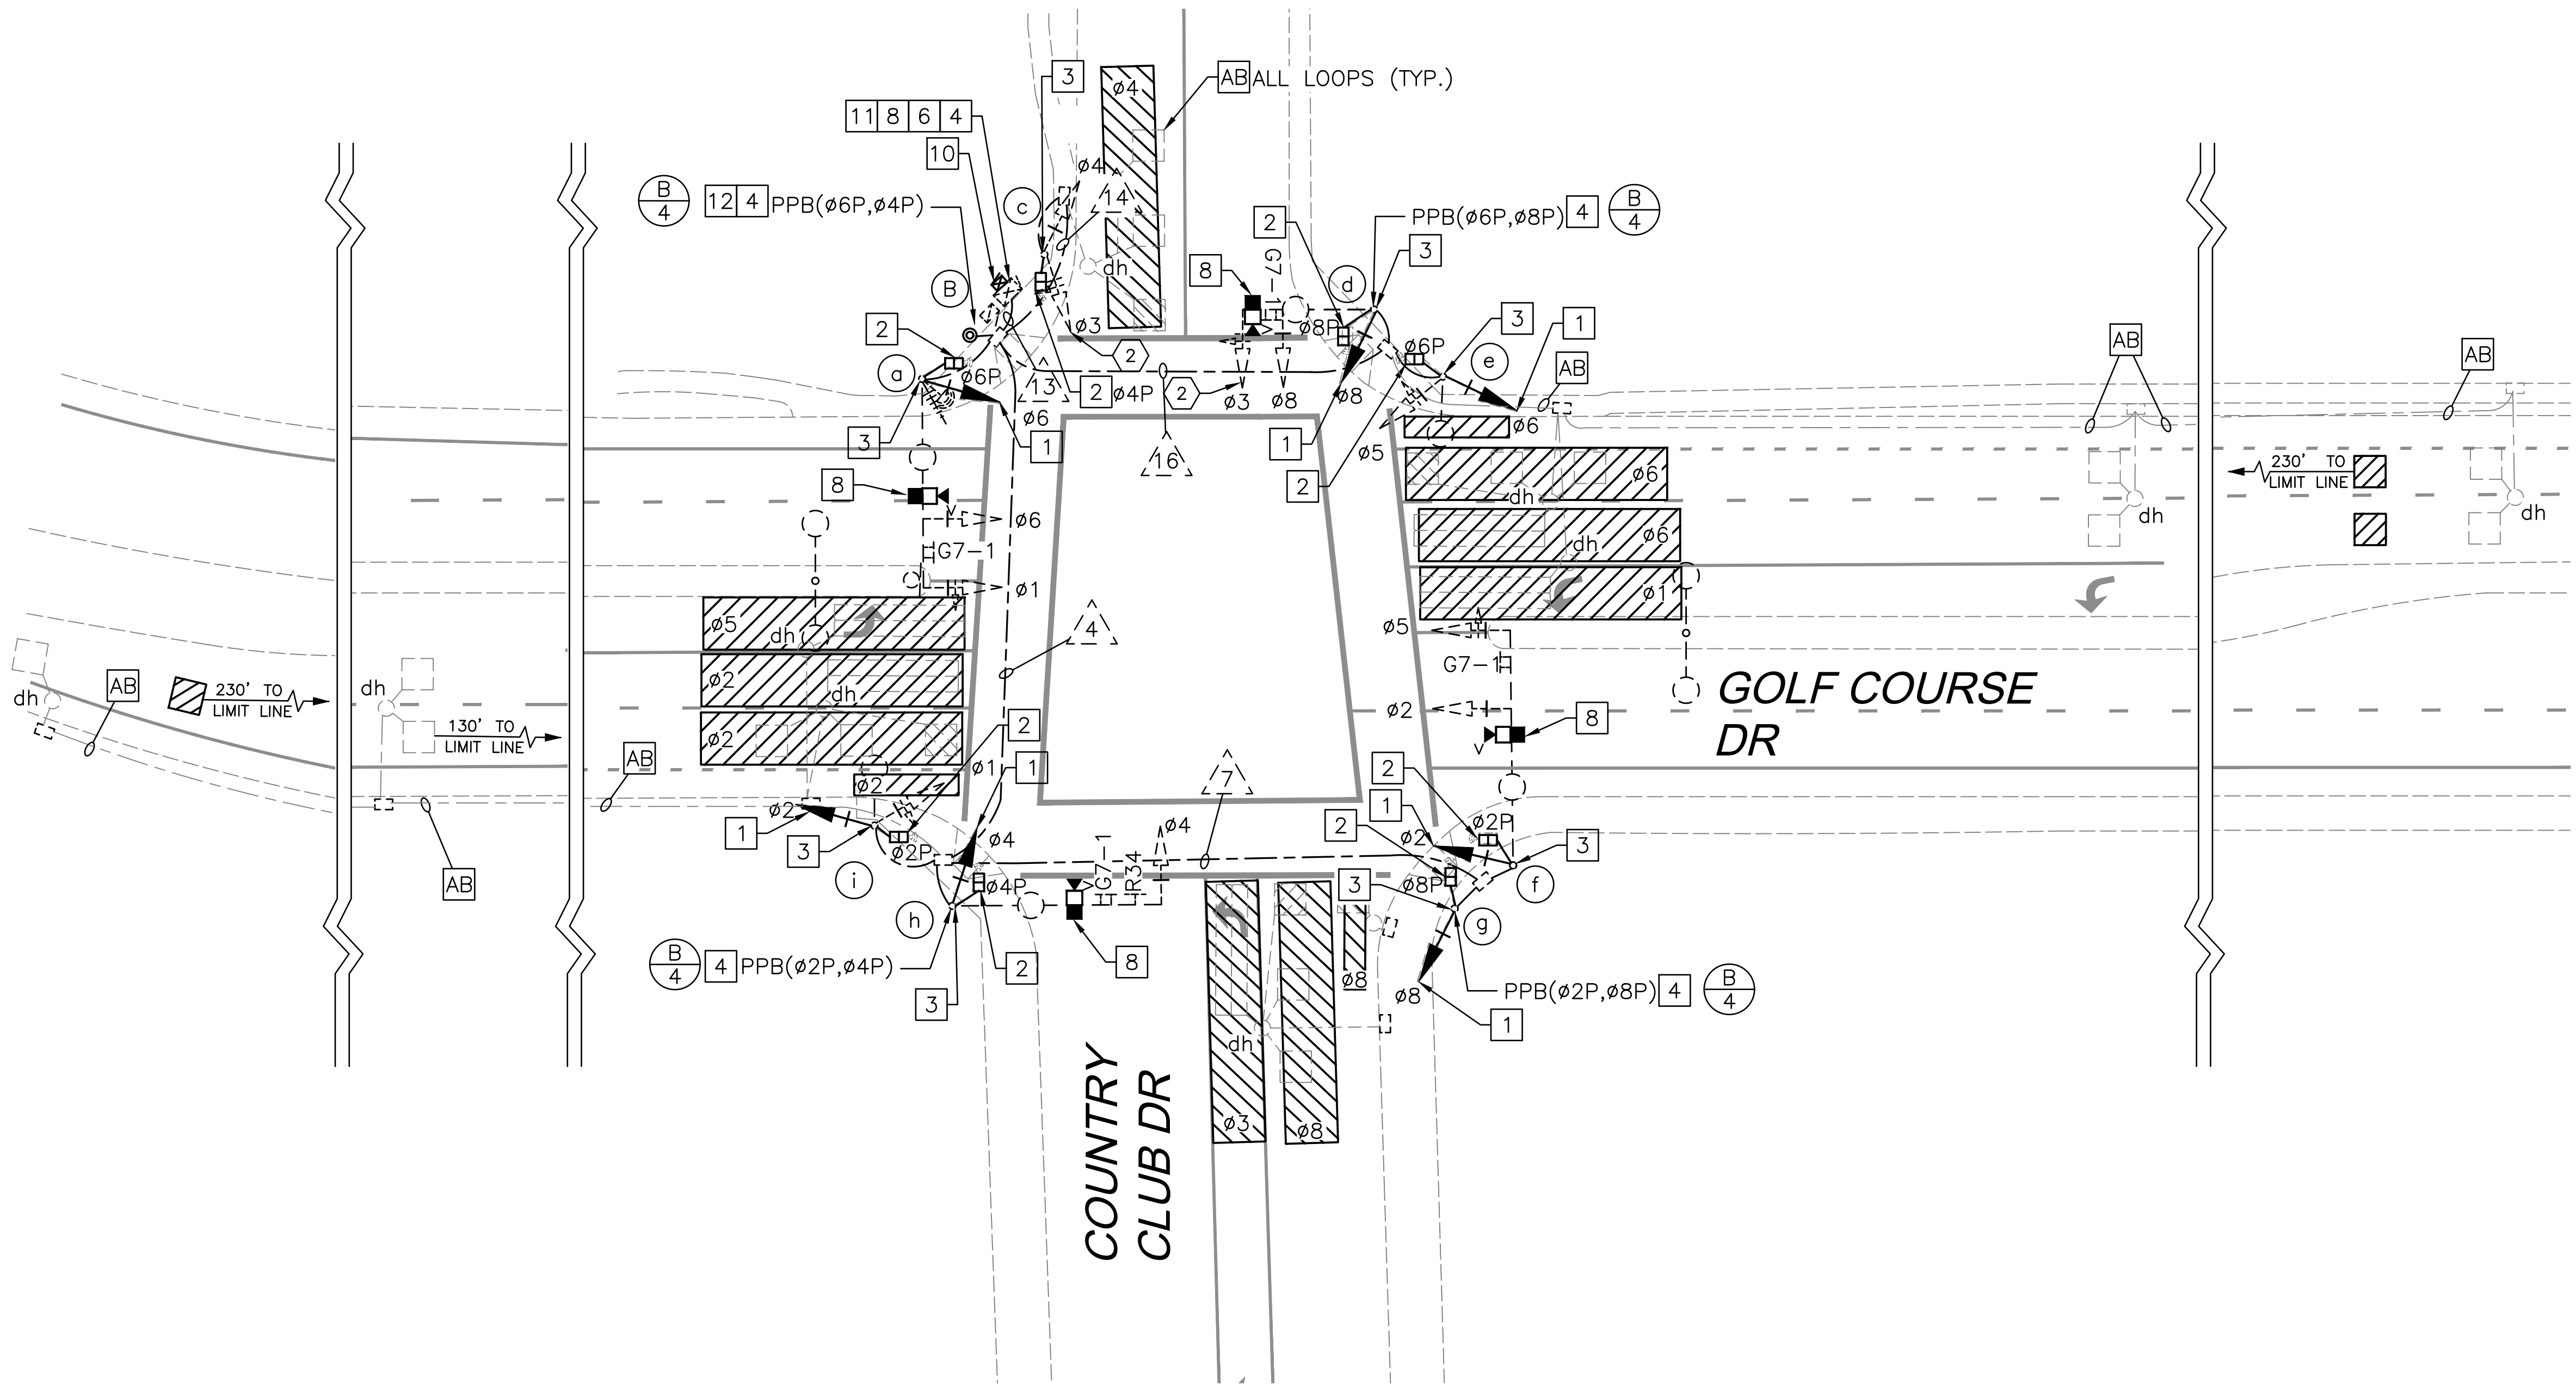 3
AB ALL LOOPS (TYP.)
ø4
11 8 6 4
10
B
4
12 4 PPB(ø6P,ø4P)
c
ø4
14
dh
2
PPB(ø6P,ø8P) 4
B
4
3
8
G7-1
d
B
2
ø3
2
ø8P
3
1
ø6P
e
AB
AB
AB
a
ø6P
13
2 ø4P
2
ø3
ø8
ø8
3
ø6
1
16
1
ø5
2
ø6
8
ø6
230' TO
LIMIT LINE
dh
dh
dh
ø6
G7-1
dh
ø6
ø1
ø1
ø5
dh
4
ø5
G7-1
GOLF COURSE
DR
AB
230' TO
LIMIT LINE
dh
dh
ø2
dh
ø2
8
130' TO
LIMIT LINE
ø2
2
AB
ø1
1
7
2
ø2
ø2
1
1
2
ø2
ø2P
3
ø2P
ø4
ø4
3
AB
i
ø4P
G7-1
R34
3
ø8P
f
h
g
8
B
4
4 PPB(ø2P,ø4P)
2
3
ø8
ø8
PPB(ø2P,ø8P) 4
B
4
1
dh
COUNTRY
CLUB DR
ø3
ø8